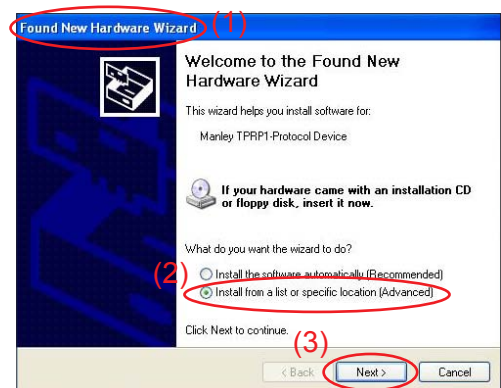 Found New Hardware Wizard (1)
Welcome to the Found New
Hardware Wizard
This wizard helps you install software for:
Manley TPRP1-Protocol Device
If your hardware came with an installation CD
or floppy disk, insert it now.
What do you want the wizard to do?
(2)
Install the software automatically (Recommended)
Install from a list or specific location (Advanced)
Click Next to continue.
(3)
< Back
Next >
Cancel